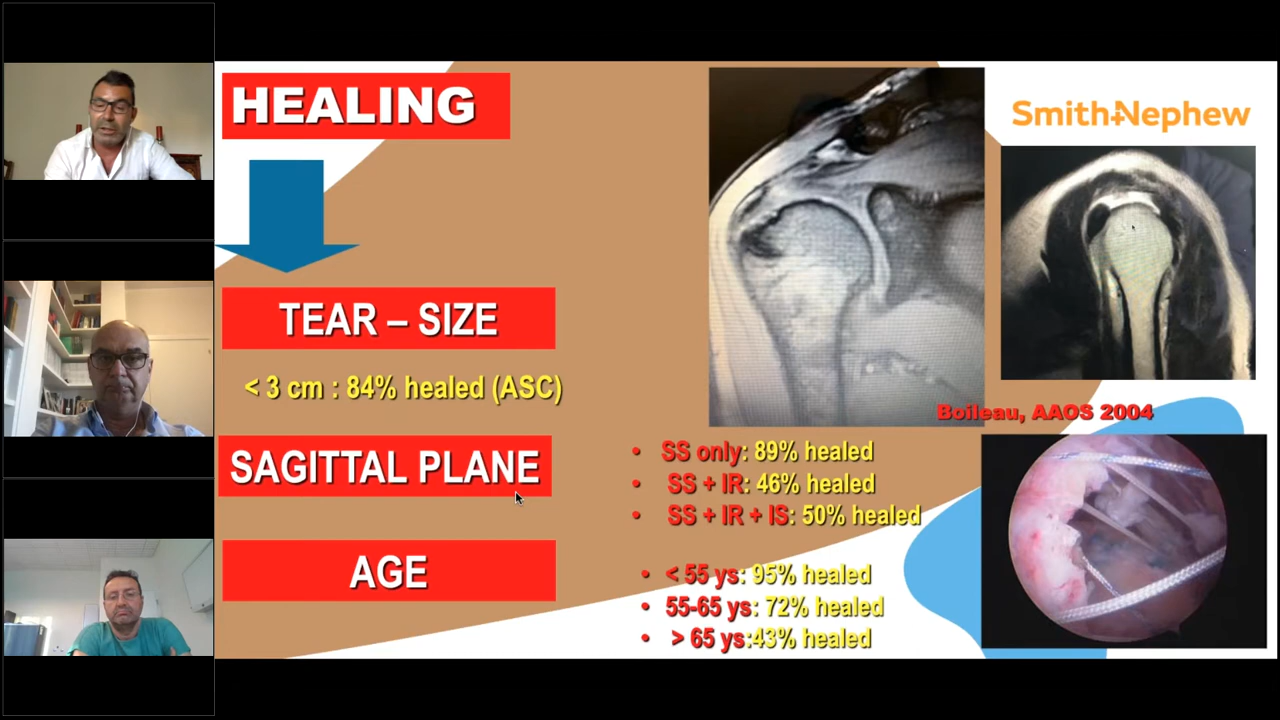 HEALING
Smith+Nephew
TEAR – SIZE
< 3 cm : 84% healed (ASC)
Boileau, AAOS 2004
SAGITTAL PLANE
• SS only: 89% healed
• SS + IR: 46% healed
• SS + IR + IS: 50% healed
AGE
• < 55 ys: 95% healed
• 55-65 ys: 72% healed
• > 65 ys:43% healed